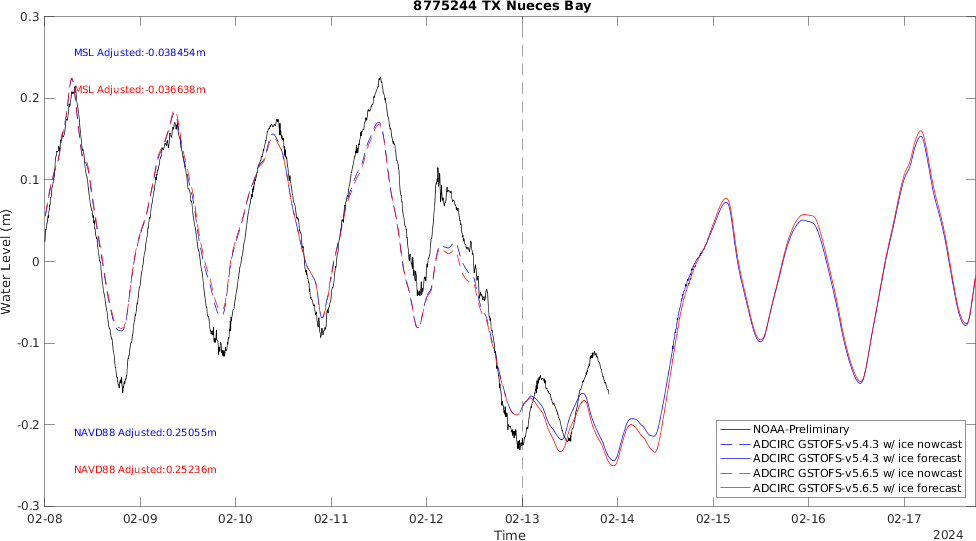 8775244 TX Nueces Bay
0.3
MSL Adjusted:-0.038454m
MSL Adjusted:-0.036638m
0.2
0.1
Water Level (m)
0
-0.1
-0.2
NAVD88 Adjusted:0.25055m
NAVD88 Adjusted:0.25236m
-0.3
NOAA-Preliminary
ADCIRC GSTOFS-v5.4.3 w/ ice nowcast
ADCIRC GSTOFS-v5.4.3 w/ ice forecast
ADCIRC GSTOFS-v5.6.5 w/ ice nowcast
ADCIRC GSTOFS-v5.6.5 w/ ice forecast
02-08 02-09 02-10 02-11 02-12 02-13 02-14 02-15 02-16 02-17
Time
2024